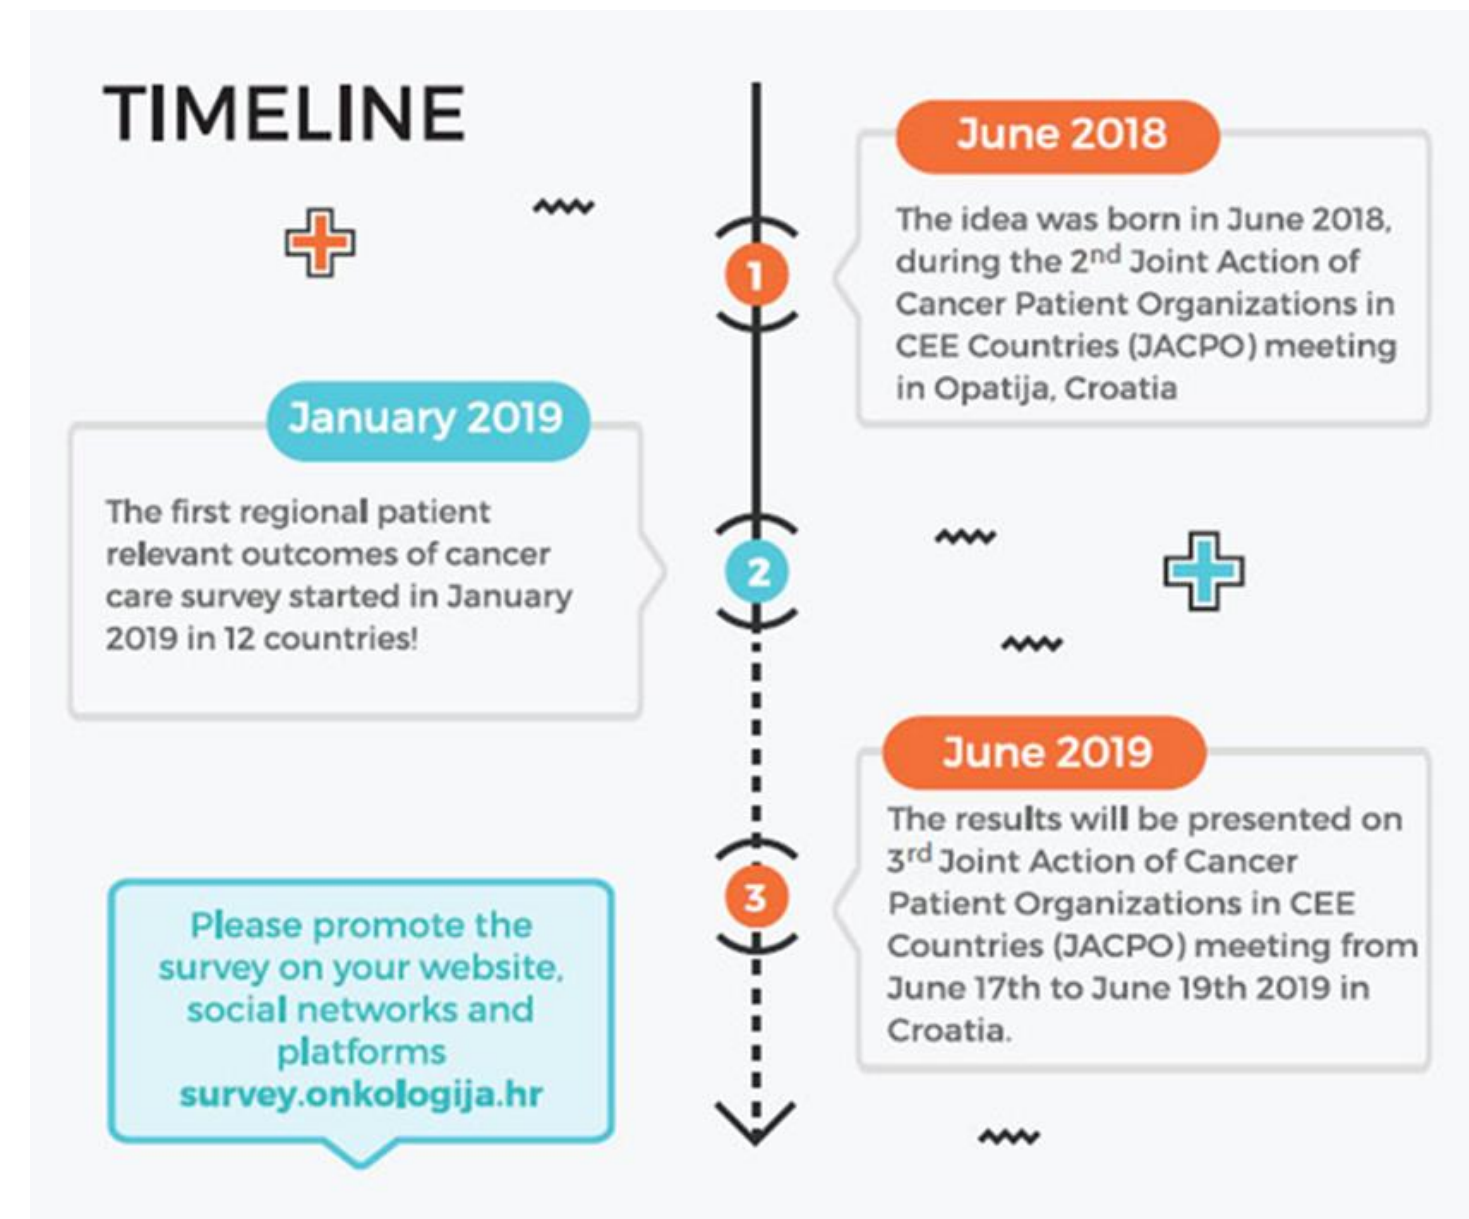 TIMELINE
June 2018
The idea was born in June 2018,
during the 2nd Joint Action of
Cancer Patient Organizations in
CEE Countries (JACPO) meeting
in Opatija, Croatia
1
January 2019
The first regional patient
relevant outcomes of cancer
care survey started in January
2019 in 12 countries!
2
June 2019
The results will be presented on
3rd Joint Action of Cancer
Patient Organizations in CEE
Countries (JACPO) meeting from
June 17th to June 19th 2019 in
Croatia.
3
Please promote the
survey on your website,
social networks and
platforms
survey.onkologija.hr